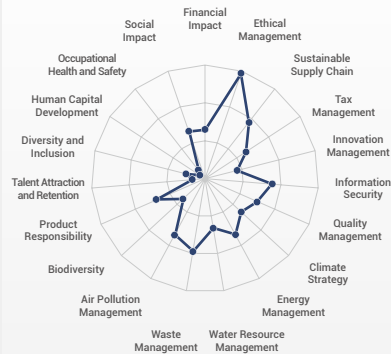 Financial
Impact
Ethical
Management
Sustainable
Supply Chain
Tax
Management
Innovation
Management
Information
Security
Quality
Management
Climate
Strategy
Energy
Management
Water Resource
Management
Waste
Management
Air Pollution
Management
Biodiversity
Product
Responsibility
Talent Attraction
and Retention
Diversity and
Inclusion
Human Capital
Development
Occupational
Health and Safety
Social
Impact